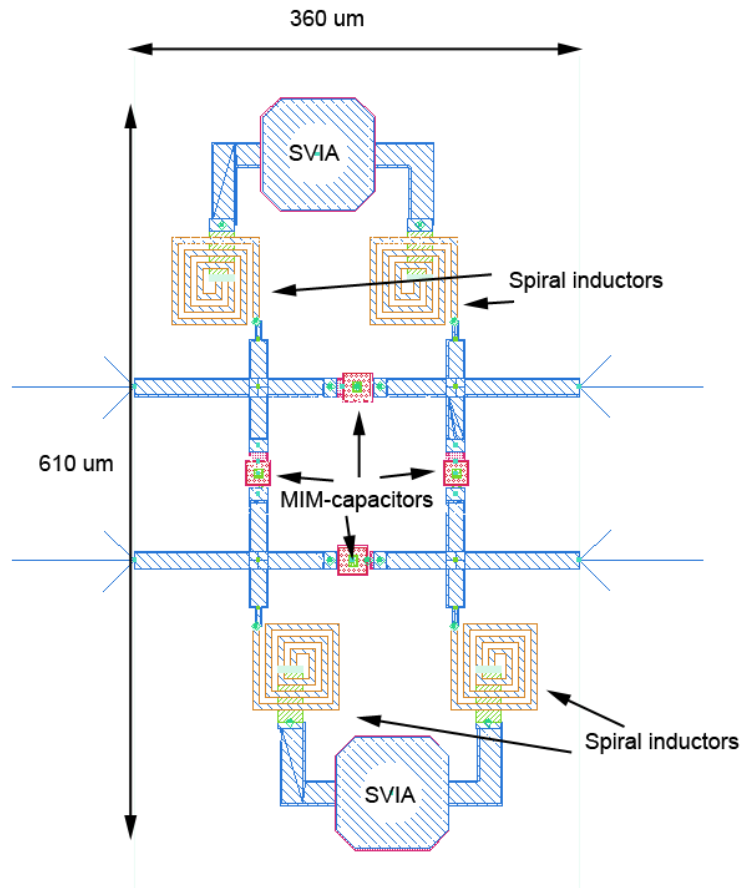 360 um
SVIA
Spiral inductors
610 um
MIM-capacitors
Spiral inductors
SVIA